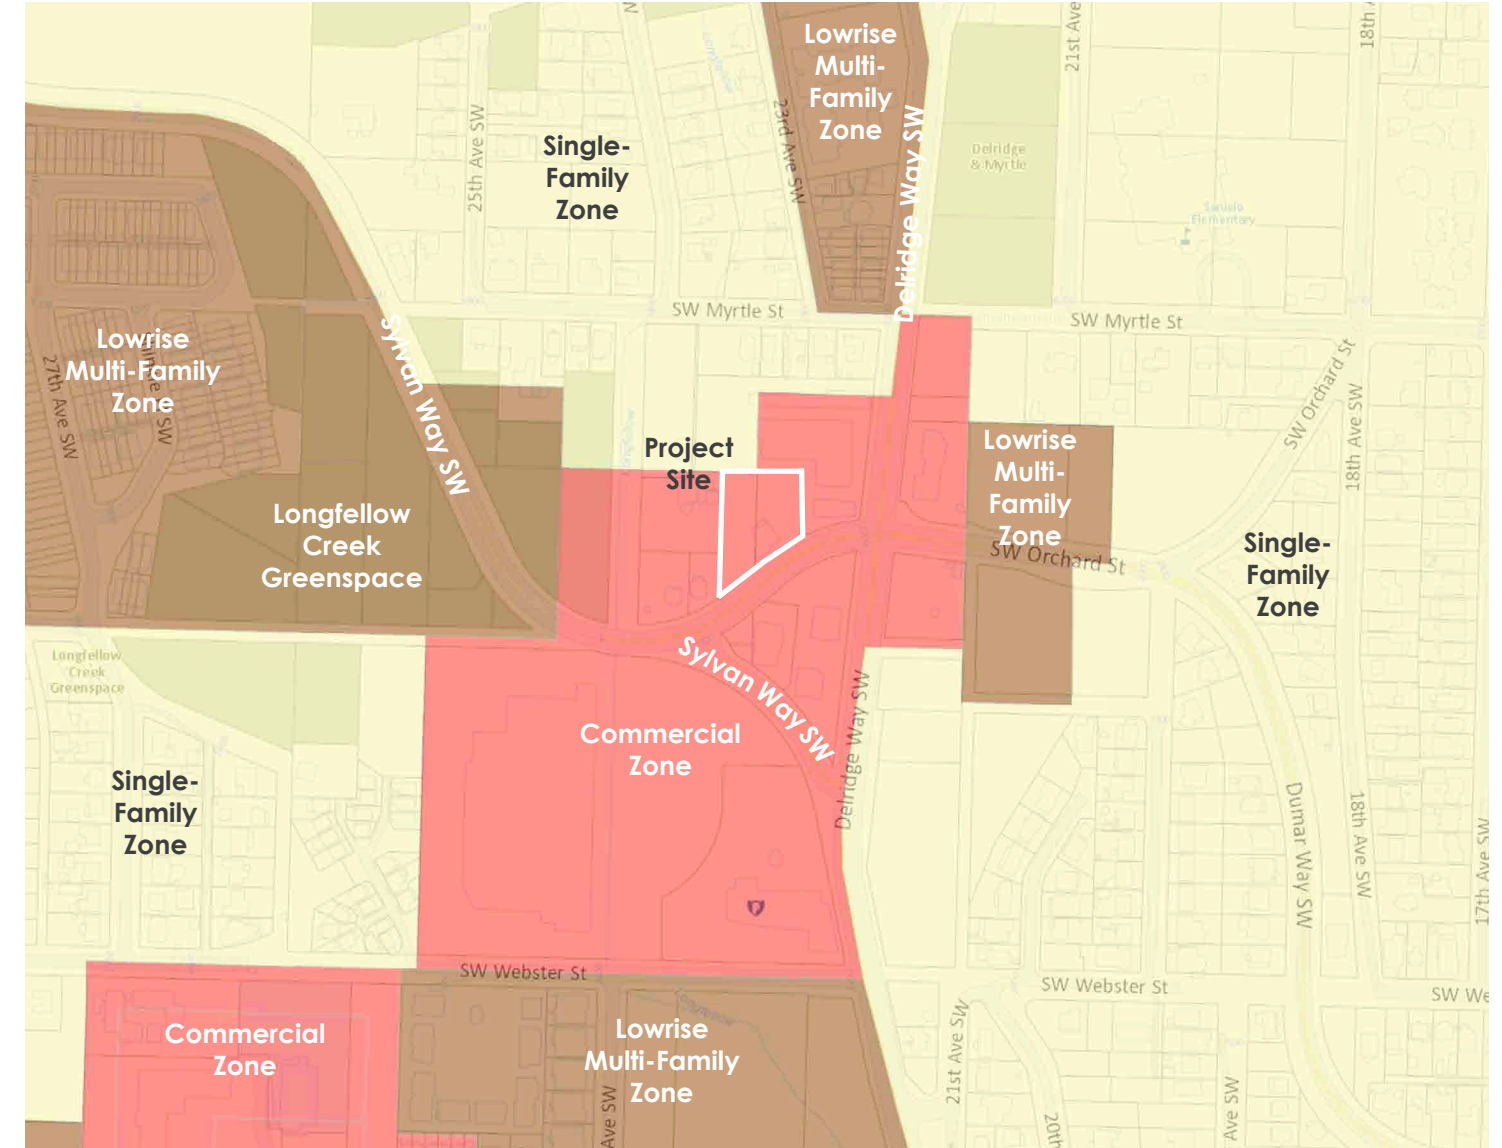 Lowrise
Multi-
Family
Zone
Delridge Way SW
21st Ave
18th A
25th Ave SW
23rd Ave SW
Single-
Family
Zone
Delridge
& Myrtle
SW Myrtle St
SW Myrtle St
Sylvan Way SW
Lowrise
Multi-Family
Zone
27th Ave SW
SW Orchard St
18th Ave SW
Project
Site
Lowrise
Multi-
Family
Zone
SW Orchard St
Longfellow
Creek
Greenspace
Single-
Family
Zone
Longfellow
Creek
Greenspace
Sylvan Way SW
Delridge Way SW
Commercial
Zone
Single-
Family
Zone
Dumar Way SW
18th Ave SW
17th Ave SW
SW Webster St
SW Webster St
SW We
Commercial
Zone
Lowrise
Multi-Family
Zone
21st Ave SW
20th
Ave SW
Ave SW